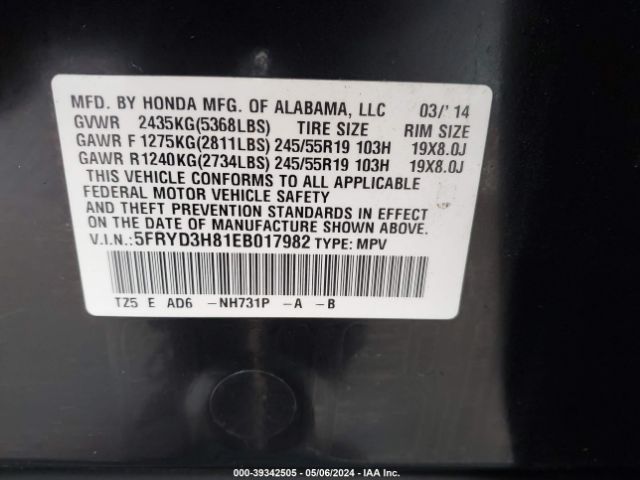 MFD. BY HONDA MFG. OF ALABAMA, LLC 03/'14
GVWR 2435KG(5368LBS) TIRE SIZE RIM SIZE
GAWR F 1275KG(2811LBS) 245/55R19 103H 19X8.0J
GAWR R 1240KG(2734LBS) 245/55R19 103H 19X8.0J
THIS VEHICLE CONFORMS TO ALL APPLICABLE
FEDERAL MOTOR VEHICLE SAFETY
AND THEFT PREVENTION STANDARDS IN EFFECT
ON THE DATE OF MANUFACTURE SHOWN ABOVE.
V.I.N.: 5FRYD3H81EB017982 TYPE: MPV
TZ5 E AD6 -NH731P -A -B
000-39342505 - 05/06/2024 - IAA Inc.